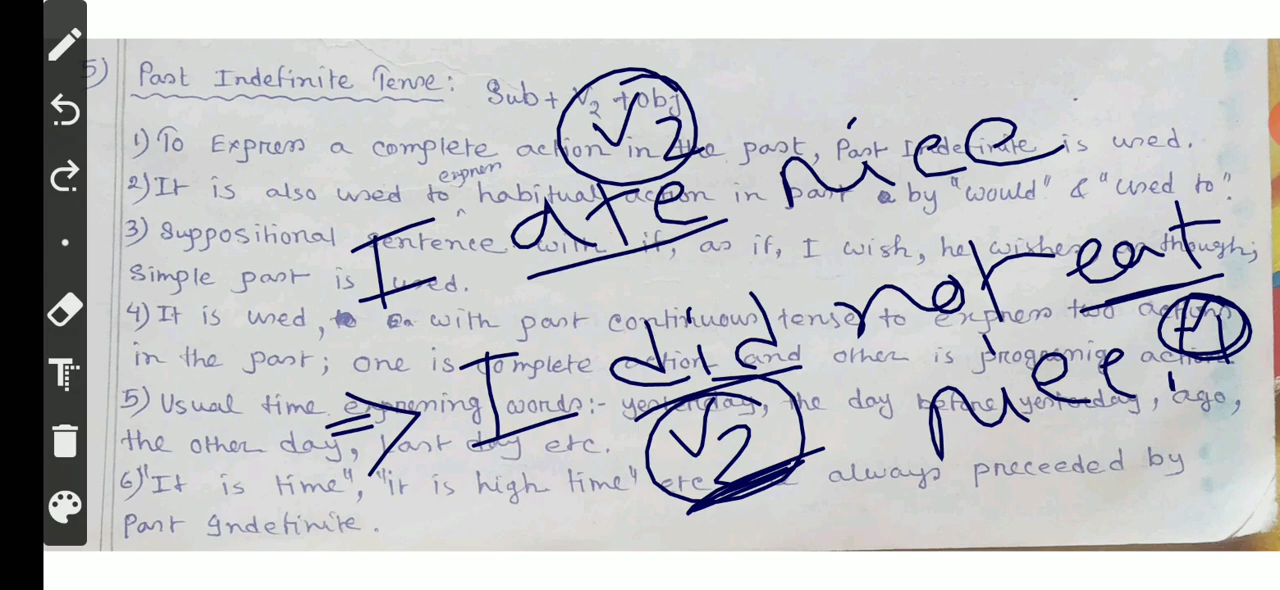 5) Past Indefinite Tense: Sub + V2 + Obj
1) To Express a complete action in the past, Past Indefinite is used.
express
2) It is also used to ^ habitual action in past by "would" & "used to".
3) Suppositional sentence with if, as if, I wish, he wishes, as though;
Simple past is used.
4) It is used, with past continuous tense to express two actions
in the past; one is complete action and other is progressing action.
5) Usual time expressing words:- yesterday, the day before yesterday, ago,
the other day, last day etc.
6) "It is time", "it is high time" etc always preceeded by
Past Indefinite.
V2
I ate rice
⇒ I did not eat rice.
V2 V1